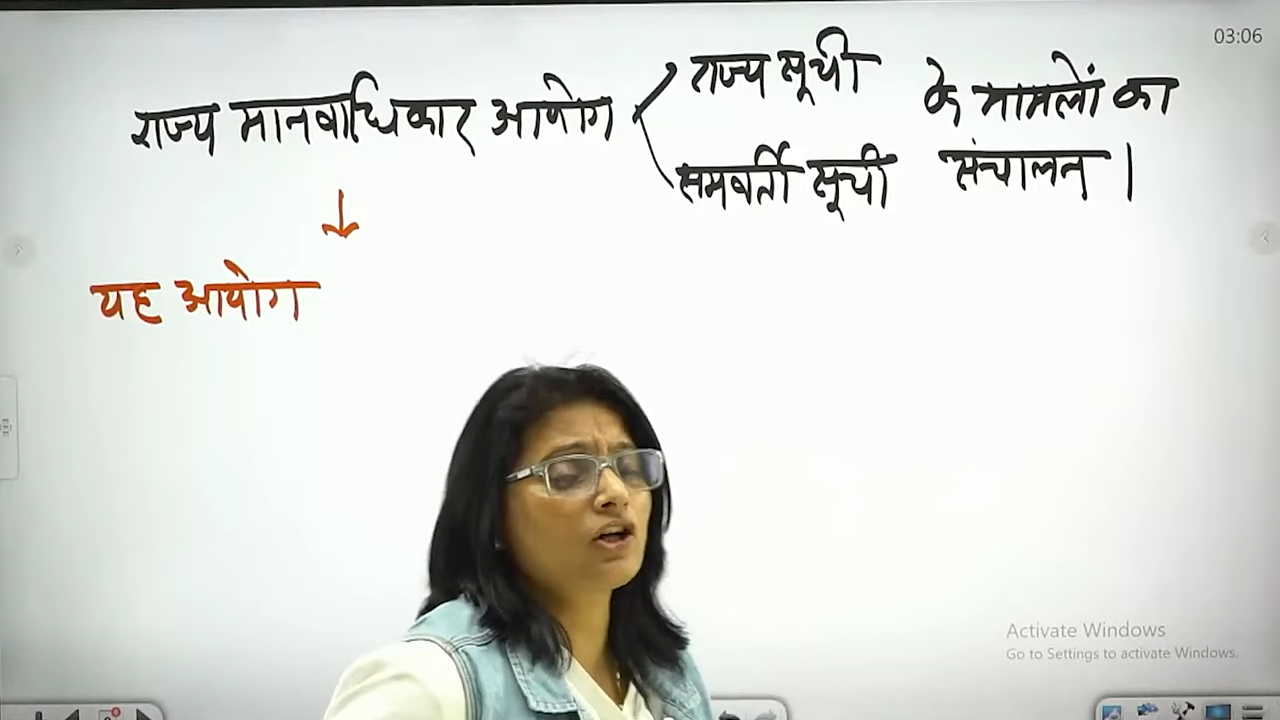 03:06
राज्य मानवाधिकार आयोग
राज्य सूची
समवर्ती सूची
के मामलों का
संचालन।
यह आयोग
Activate Windows
Go to Settings to activate Windows.